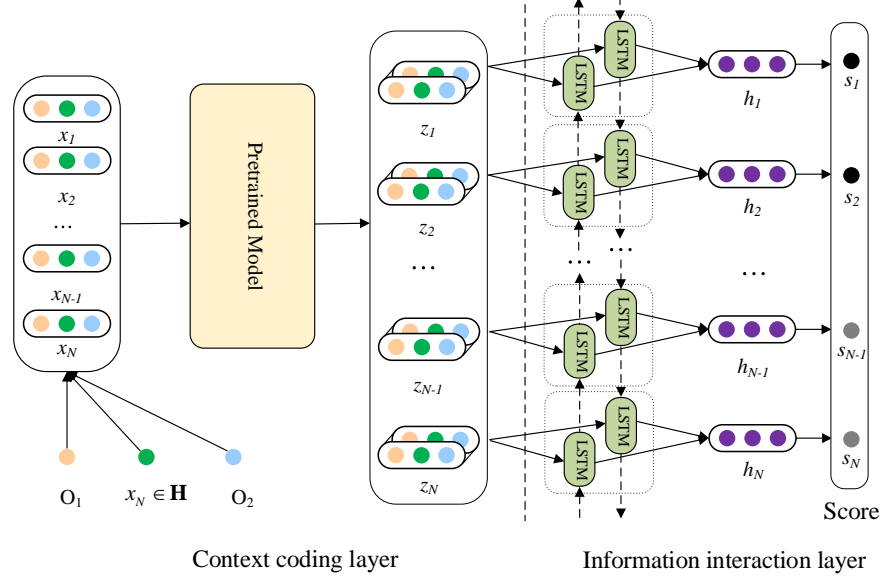 x1
x2
...
xN-1
xN
Pretrained Model
z1
z2
...
zN-1
zN
LSTM
LSTM
LSTM
LSTM
...
...
LSTM
LSTM
LSTM
LSTM
h1
h2
...
hN-1
hN
s1
s2
sN-1
sN
Score
O1
xN ∈ H
O2
Context coding layer
Information interaction layer